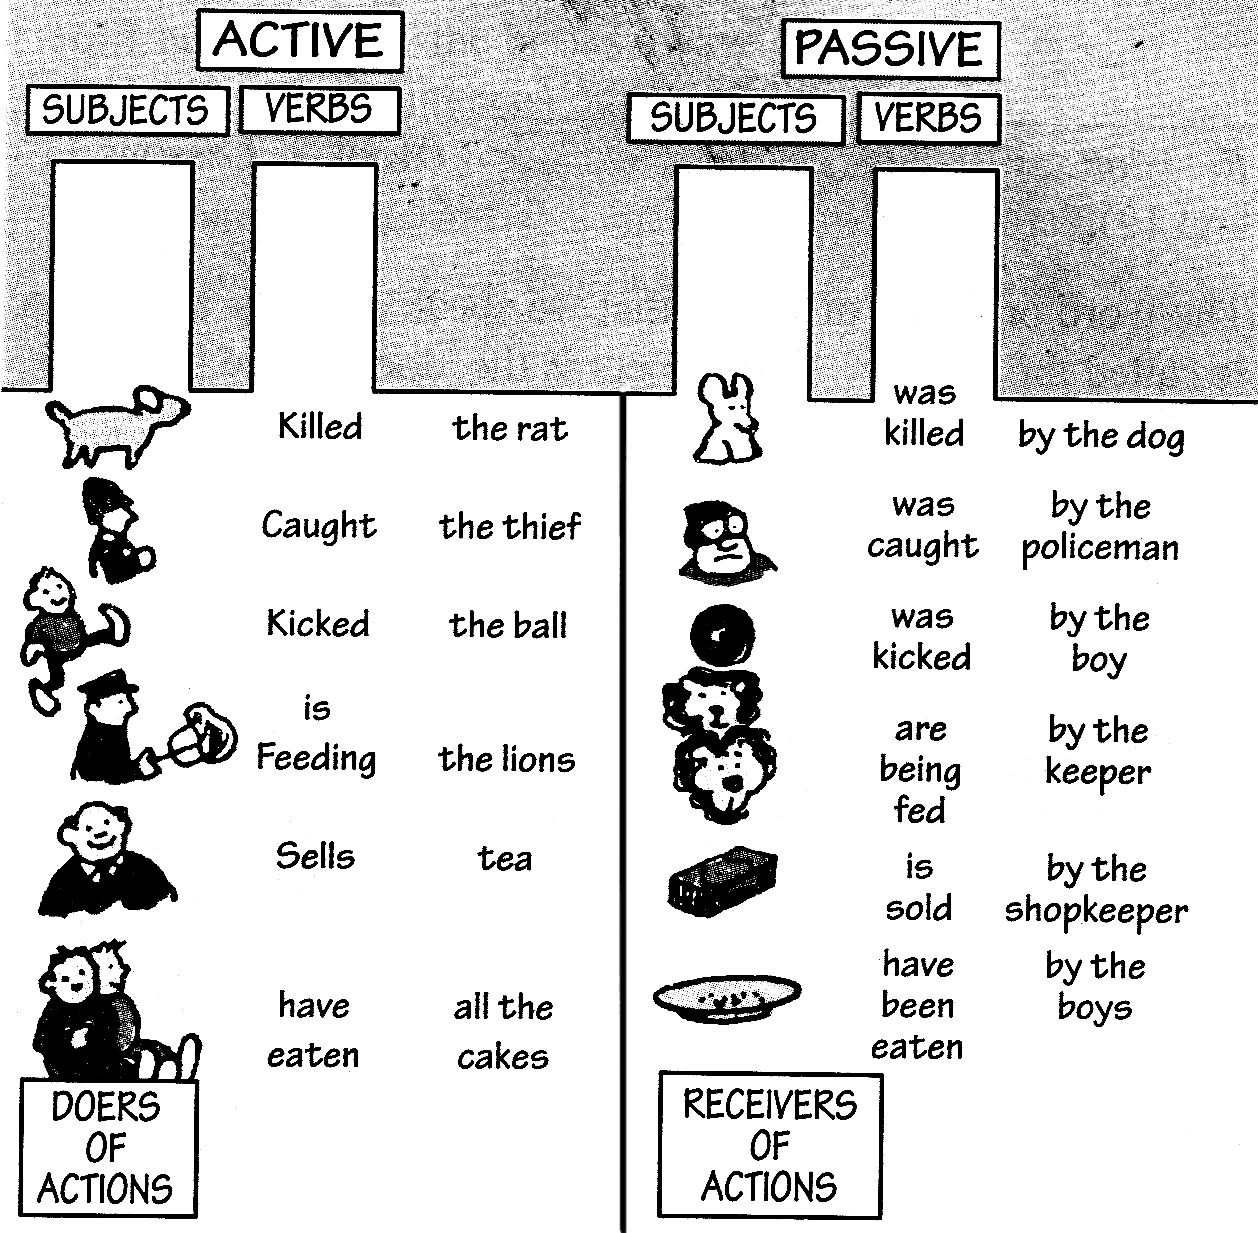 ACTIVE
SUBJECTS VERBS
Killed the rat
Caught the thief
Kicked the ball
is
Feeding the lions
Sells tea
have all the
eaten cakes
DOERS
OF
ACTIONS
PASSIVE
SUBJECTS VERBS
was
killed by the dog
was by the
caught policeman
was by the
kicked boy
are by the
being keeper
fed
is by the
sold shopkeeper
have by the
been boys
eaten
RECEIVERS
OF
ACTIONS